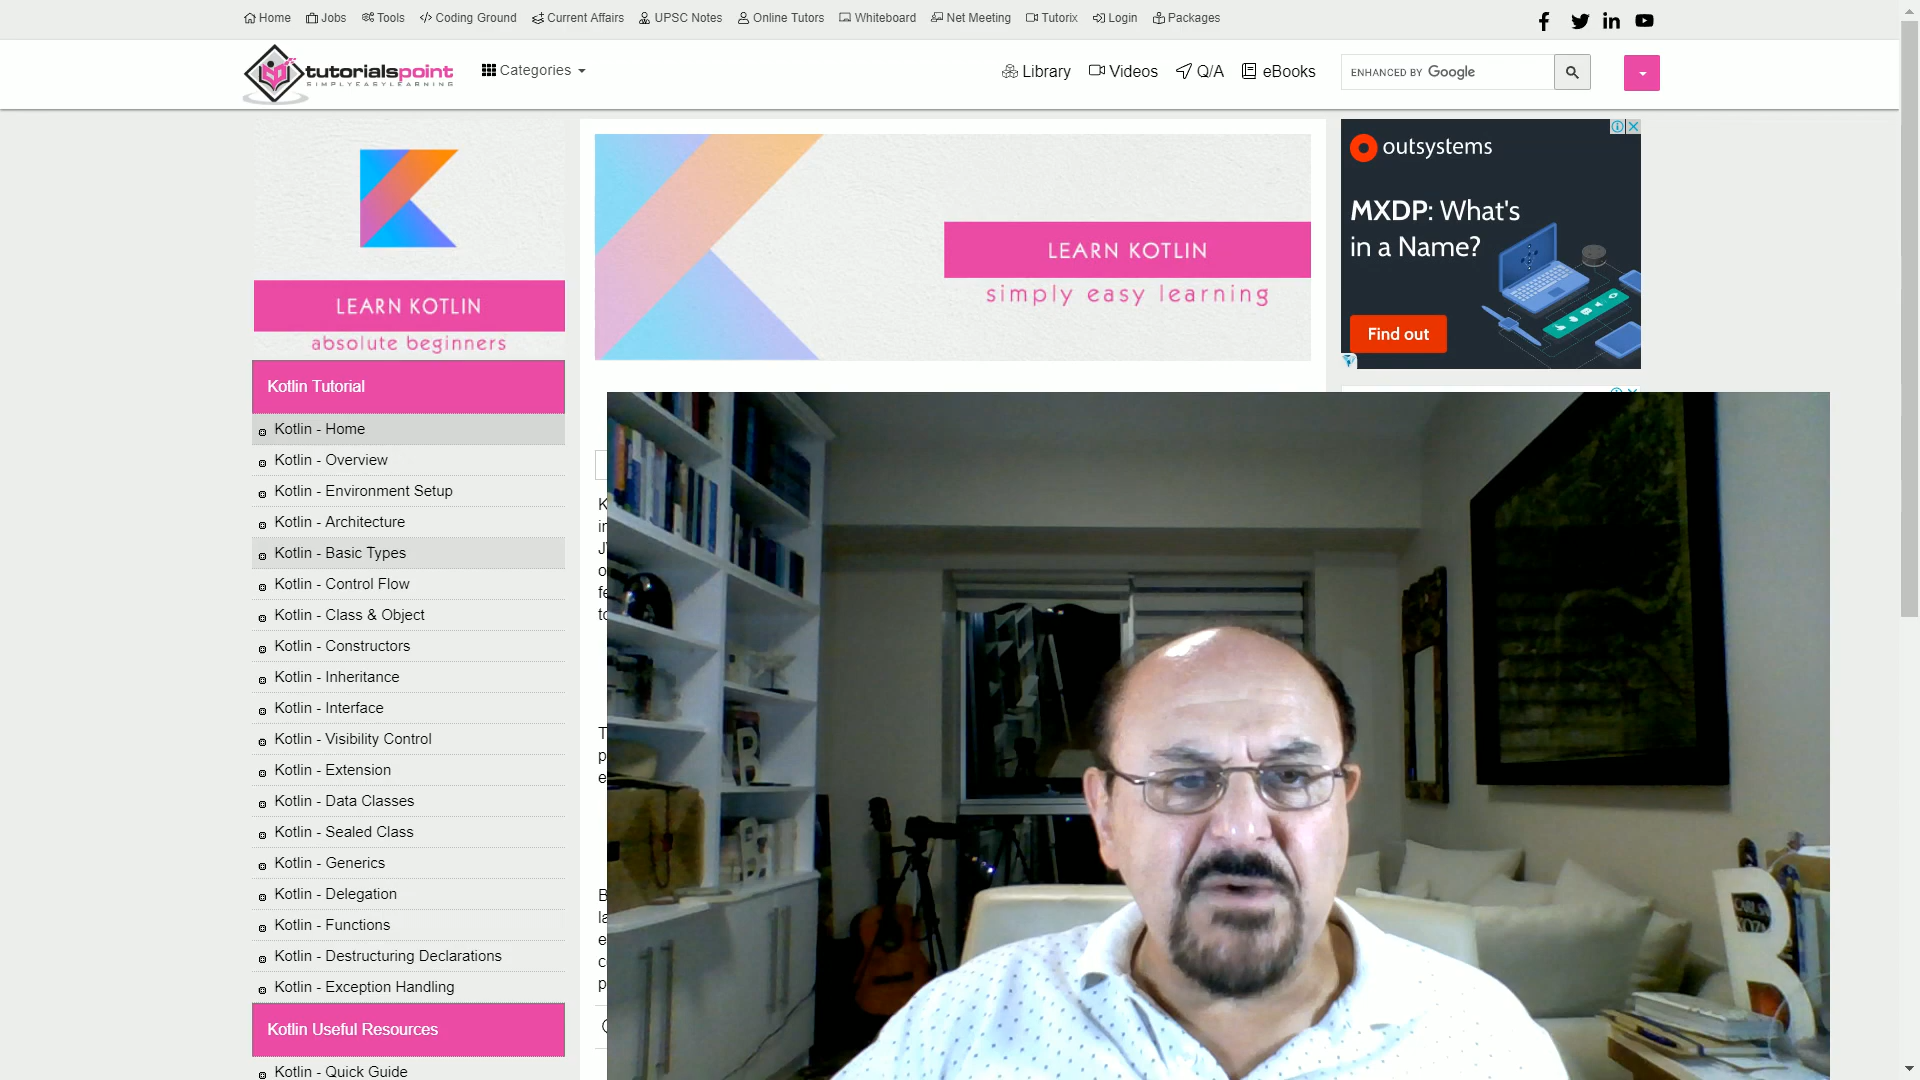 Home Jobs Tools Coding Ground Current Affairs UPSC Notes Online Tutors Whiteboard Net Meeting Tutorix Login Packages
tutorialspoint
SIMPLYEASYLEARNING
Categories
Library Videos Q/A eBooks
ENHANCED BY Google
LEARN KOTLIN
absolute beginners
Kotlin Tutorial
Kotlin - Home
Kotlin - Overview
Kotlin - Environment Setup
Kotlin - Architecture
Kotlin - Basic Types
Kotlin - Control Flow
Kotlin - Class & Object
Kotlin - Constructors
Kotlin - Inheritance
Kotlin - Interface
Kotlin - Visibility Control
Kotlin - Extension
Kotlin - Data Classes
Kotlin - Sealed Class
Kotlin - Generics
Kotlin - Delegation
Kotlin - Functions
Kotlin - Destructuring Declarations
Kotlin - Exception Handling
Kotlin Useful Resources
Kotlin - Quick Guide
LEARN KOTLIN
simply easy learning
outsystems
MXDP: What's
in a Name?
Find out